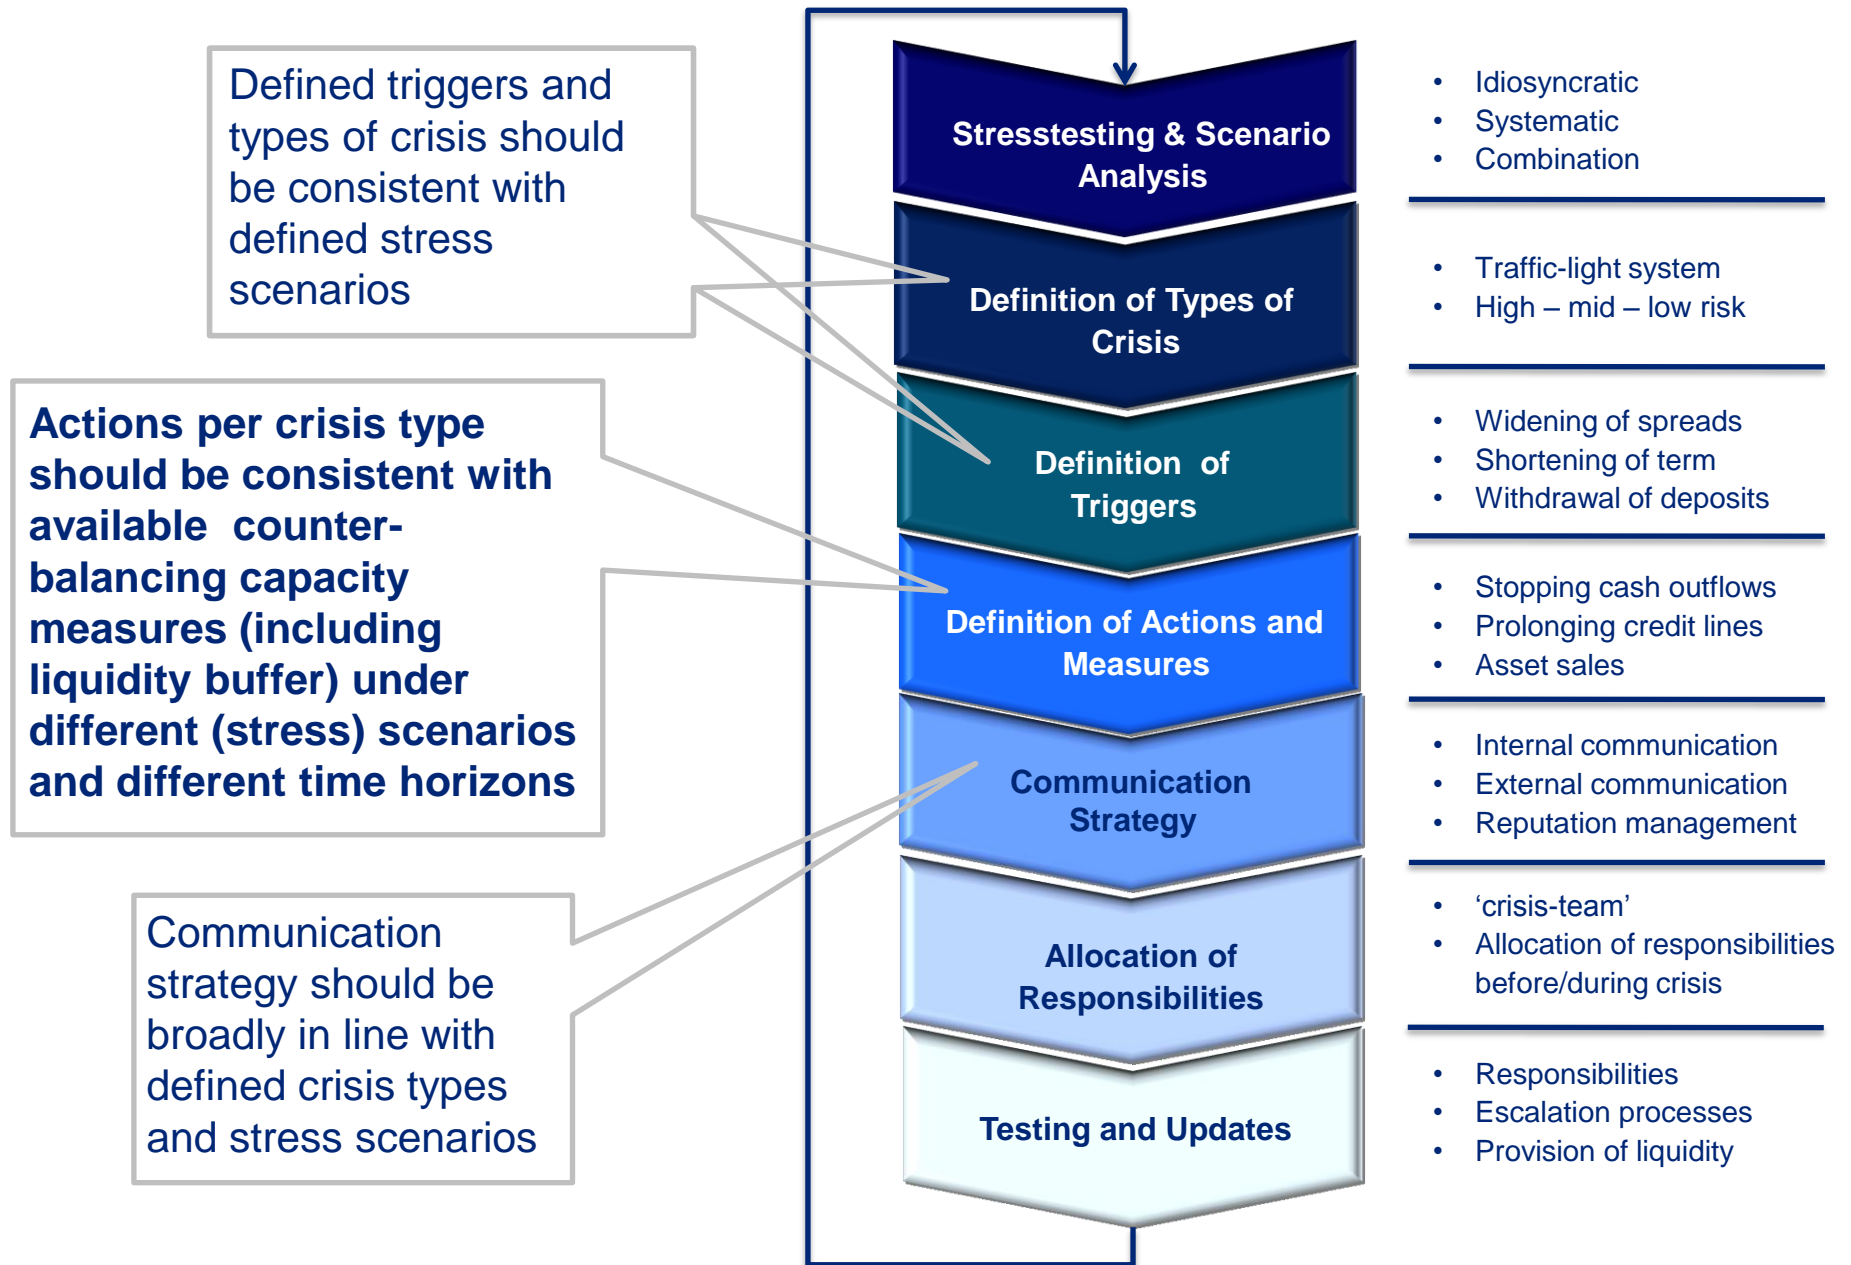 Defined triggers and
types of crisis should
be consistent with
defined stress
scenarios
Actions per crisis type
should be consistent with
available  counter-
balancing capacity
measures (including
liquidity buffer) under
different (stress) scenarios
and different time horizons
Communication
strategy should be
broadly in line with
defined crisis types
and stress scenarios
Stresstesting & Scenario
Analysis
Definition of Types of
Crisis
Definition  of
Triggers
Definition of Actions and
Measures
Communication
Strategy
Allocation of
Responsibilities
Testing and Updates
• Idiosyncratic
• Systematic
• Combination
• Traffic-light system
• High – mid – low risk
• Widening of spreads
• Shortening of term
• Withdrawal of deposits
• Stopping cash outflows
• Prolonging credit lines
• Asset sales
• Internal communication
• External communication
• Reputation management
• ‘crisis-team’
• Allocation of responsibilities
before/during crisis
• Responsibilities
• Escalation processes
• Provision of liquidity